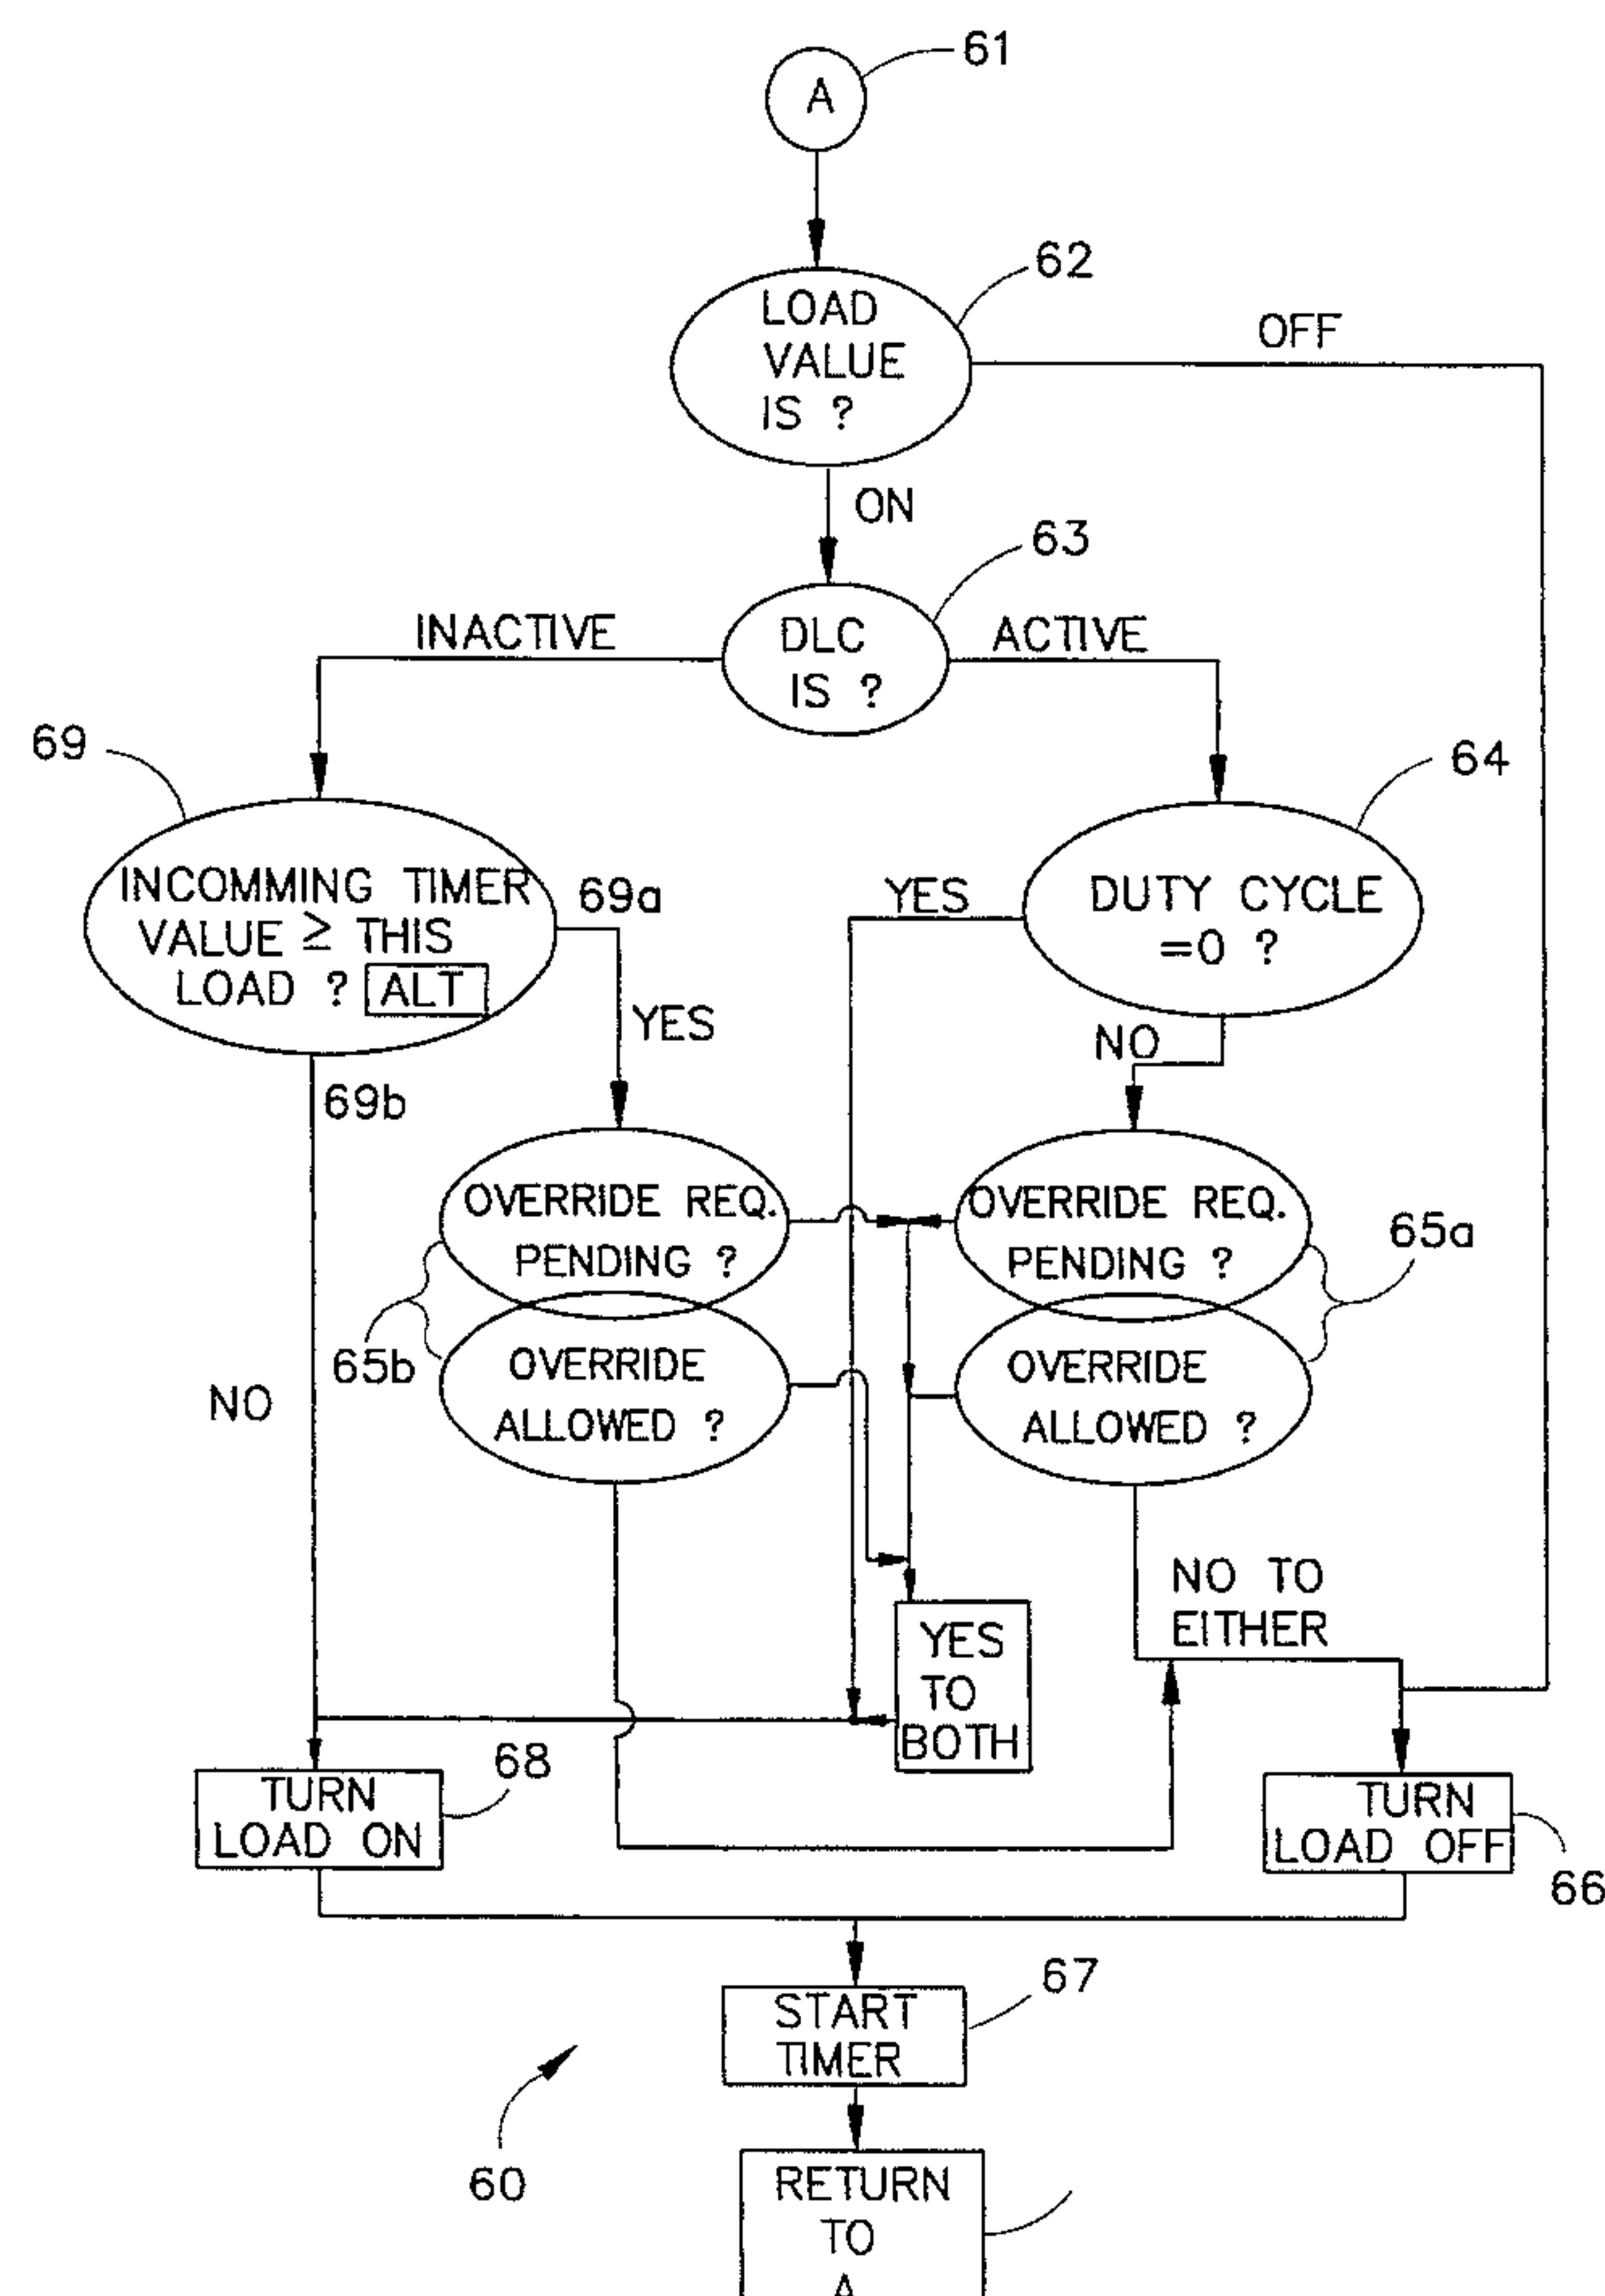 61
A
62
LOAD
VALUE
IS ?
OFF
ON
63
DLC
IS ?
INACTIVE
ACTIVE
69
64
INCOMMING TIMER
VALUE ≥ THIS
LOAD ? ALT
69a
YES
69b
NO
YES
DUTY CYCLE
=0 ?
NO
OVERRIDE REQ.
PENDING ?
OVERRIDE
ALLOWED ?
65b
OVERRIDE REQ.
PENDING ?
OVERRIDE
ALLOWED ?
65a
NO TO
EITHER
YES
TO
BOTH
TURN
LOAD ON
68
TURN
LOAD OFF
66
START
TIMER
67
60
RETURN
TO
A